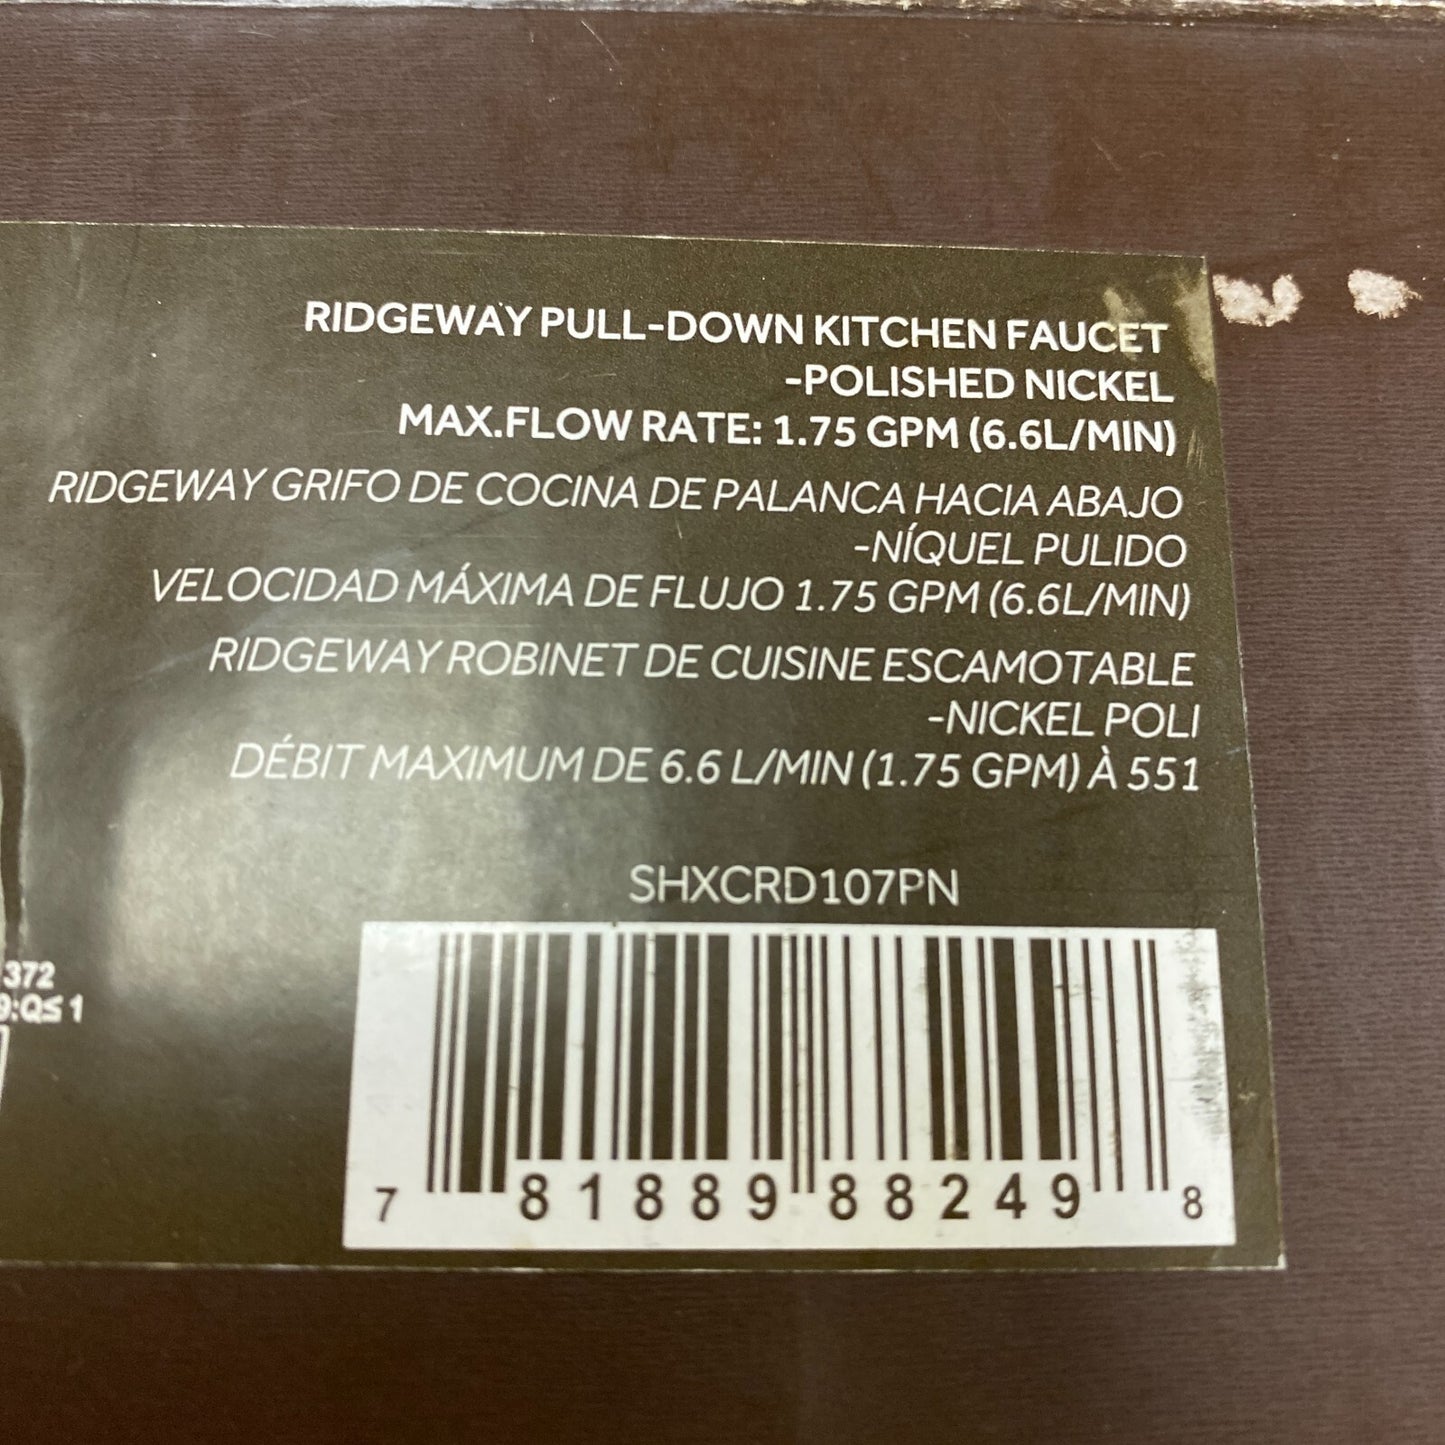 RIDGEWAY PULL-DOWN KITCHEN FAUCET
-POLISHED NICKEL
MAX.FLOW RATE: 1.75 GPM (6.6L/MIN)
RIDGEWAY GRIFO DE COCINA DE PALANCA HACIA ABAJO
-NÍQUEL PULIDO
VELOCIDAD MÁXIMA DE FLUJO 1.75 GPM (6.6L/MIN)
RIDGEWAY ROBINET DE CUISINE ESCAMOTABLE
-NICKEL POLI
DÉBIT MAXIMUM DE 6.6 L/MIN (1.75 GPM) À 551
SHXCRD107PN
372
9:Q≤1
7 81889 88249 8